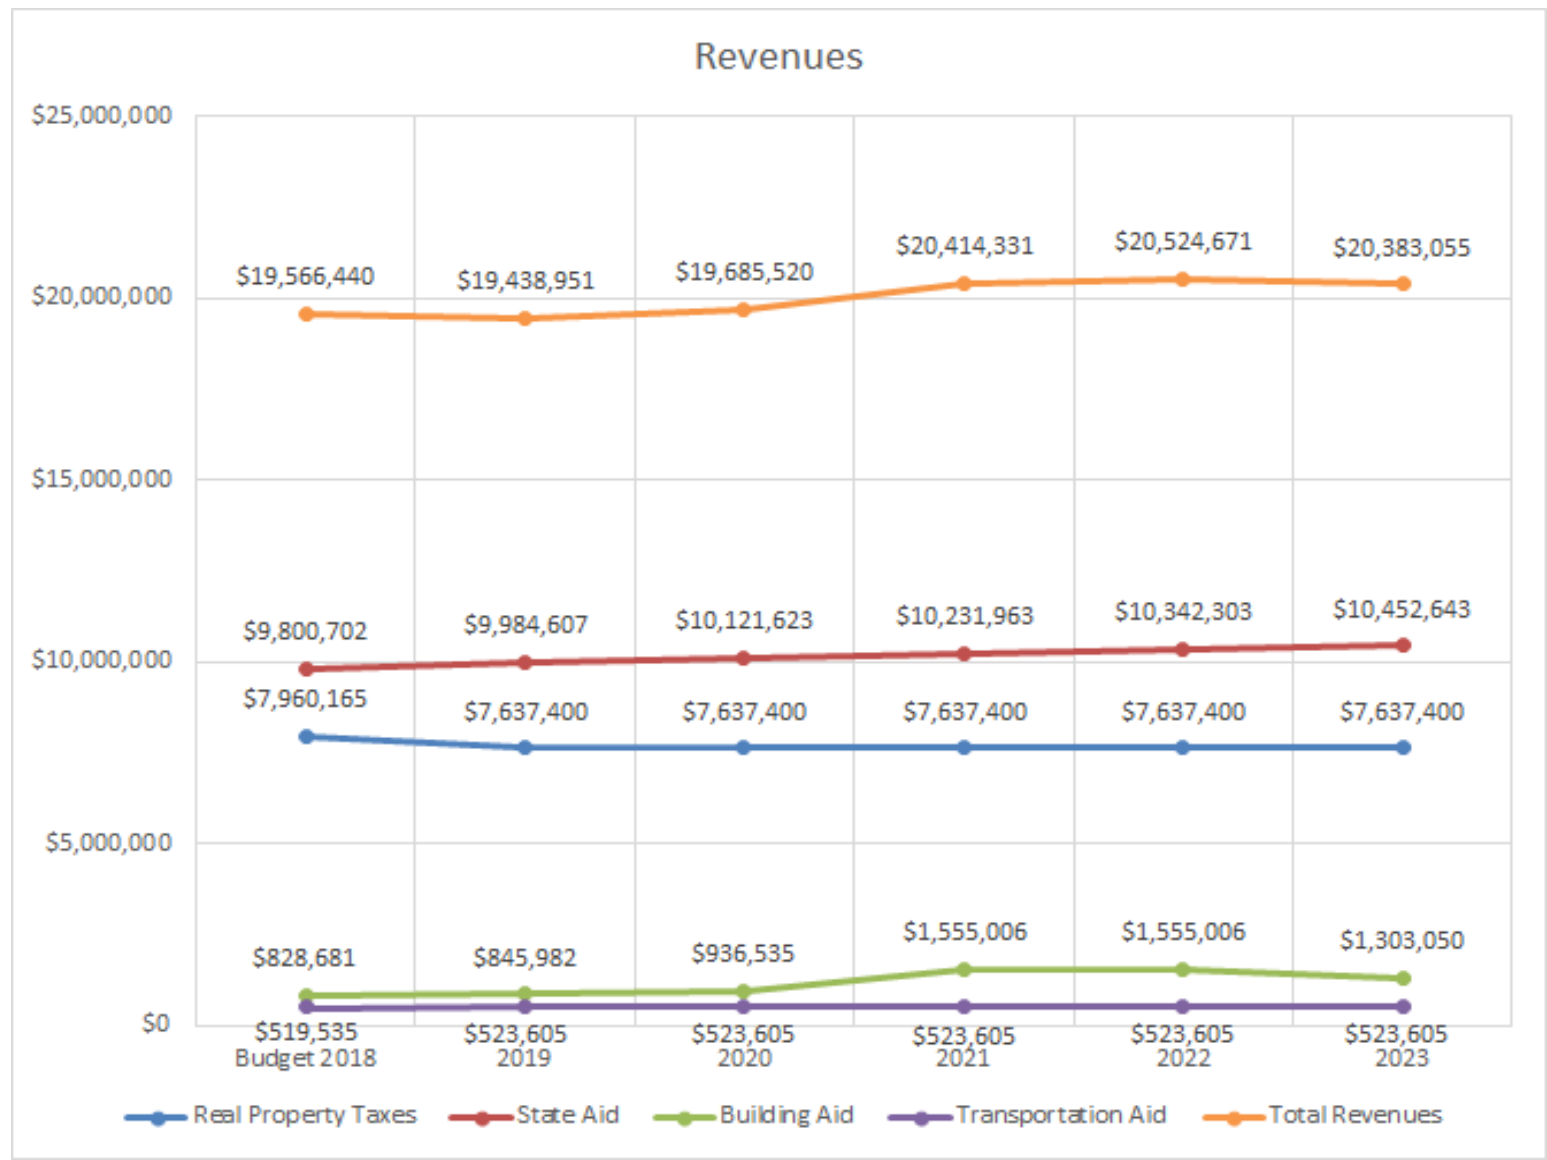 Revenues
$25,000,000
$20,414,331 $20,524,671 $20,383,055
$19,566,440 $19,438,951 $19,685,520
$20,000,000
$15,000,000
$9,800,702 $9,984,607 $10,121,623 $10,231,963 $10,342,303 $10,452,643
$10,000,000
$7,960,165 $7,637,400 $7,637,400 $7,637,400 $7,637,400 $7,637,400
$5,000,000
$828,681 $845,982 $936,535 $1,555,006 $1,555,006 $1,303,050
$0
$519,535 $523,605 $523,605 $523,605 $523,605 $523,605
Budget 2018 2019 2020 2021 2022 2023
Real Property Taxes State Aid Building Aid Transportation Aid Total Revenues